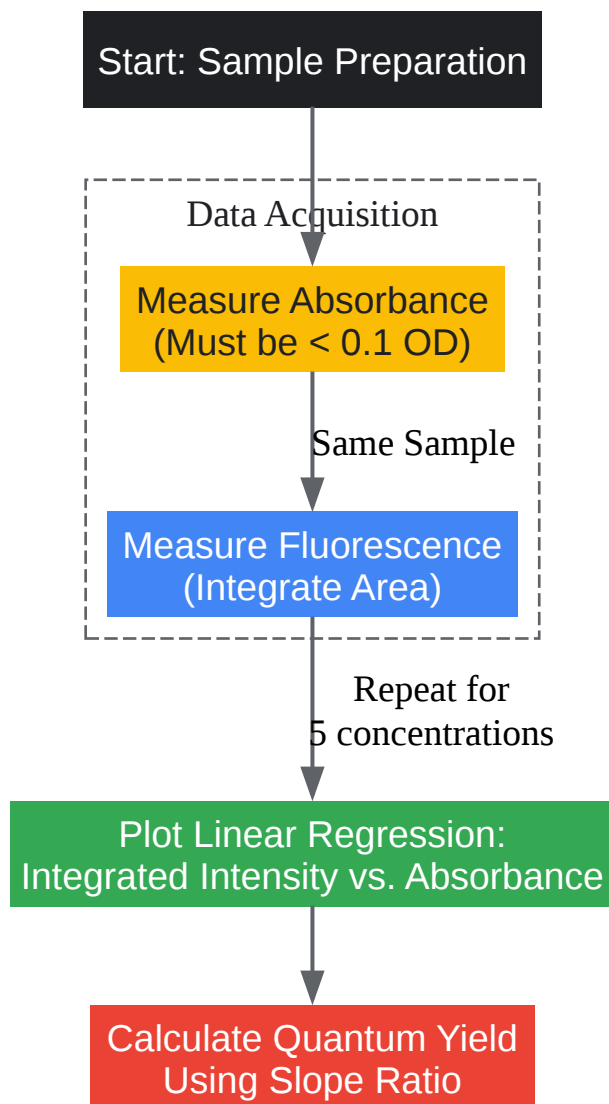 Start: Sample Preparation
Data Acquisition
Measure Absorbance
(Must be < 0.1 OD)
Same Sample
Measure Fluorescence
(Integrate Area)
Repeat for
5 concentrations
Plot Linear Regression:
Integrated Intensity vs. Absorbance
Calculate Quantum Yield
Using Slope Ratio